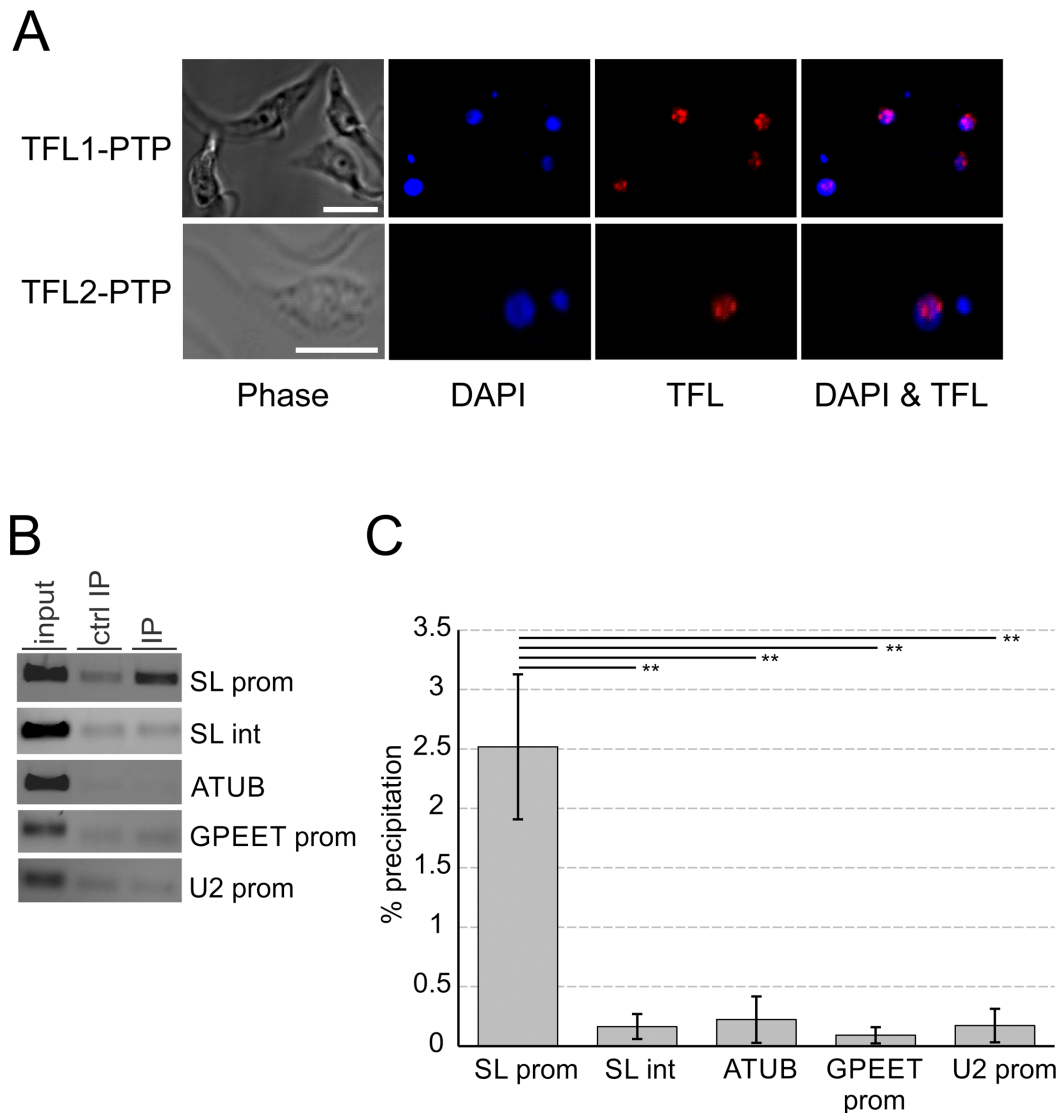 A
TFL1-PTP
TFL2-PTP
Phase DAPI TFL DAPI & TFL
B
input ctrl IP IP
SL prom
SL int
ATUB
GPEET prom
U2 prom
C
% precipitation
3.5
3
2.5
2
1.5
1
0.5
0
**
**
**
**
SL prom SL int ATUB GPEET prom U2 prom